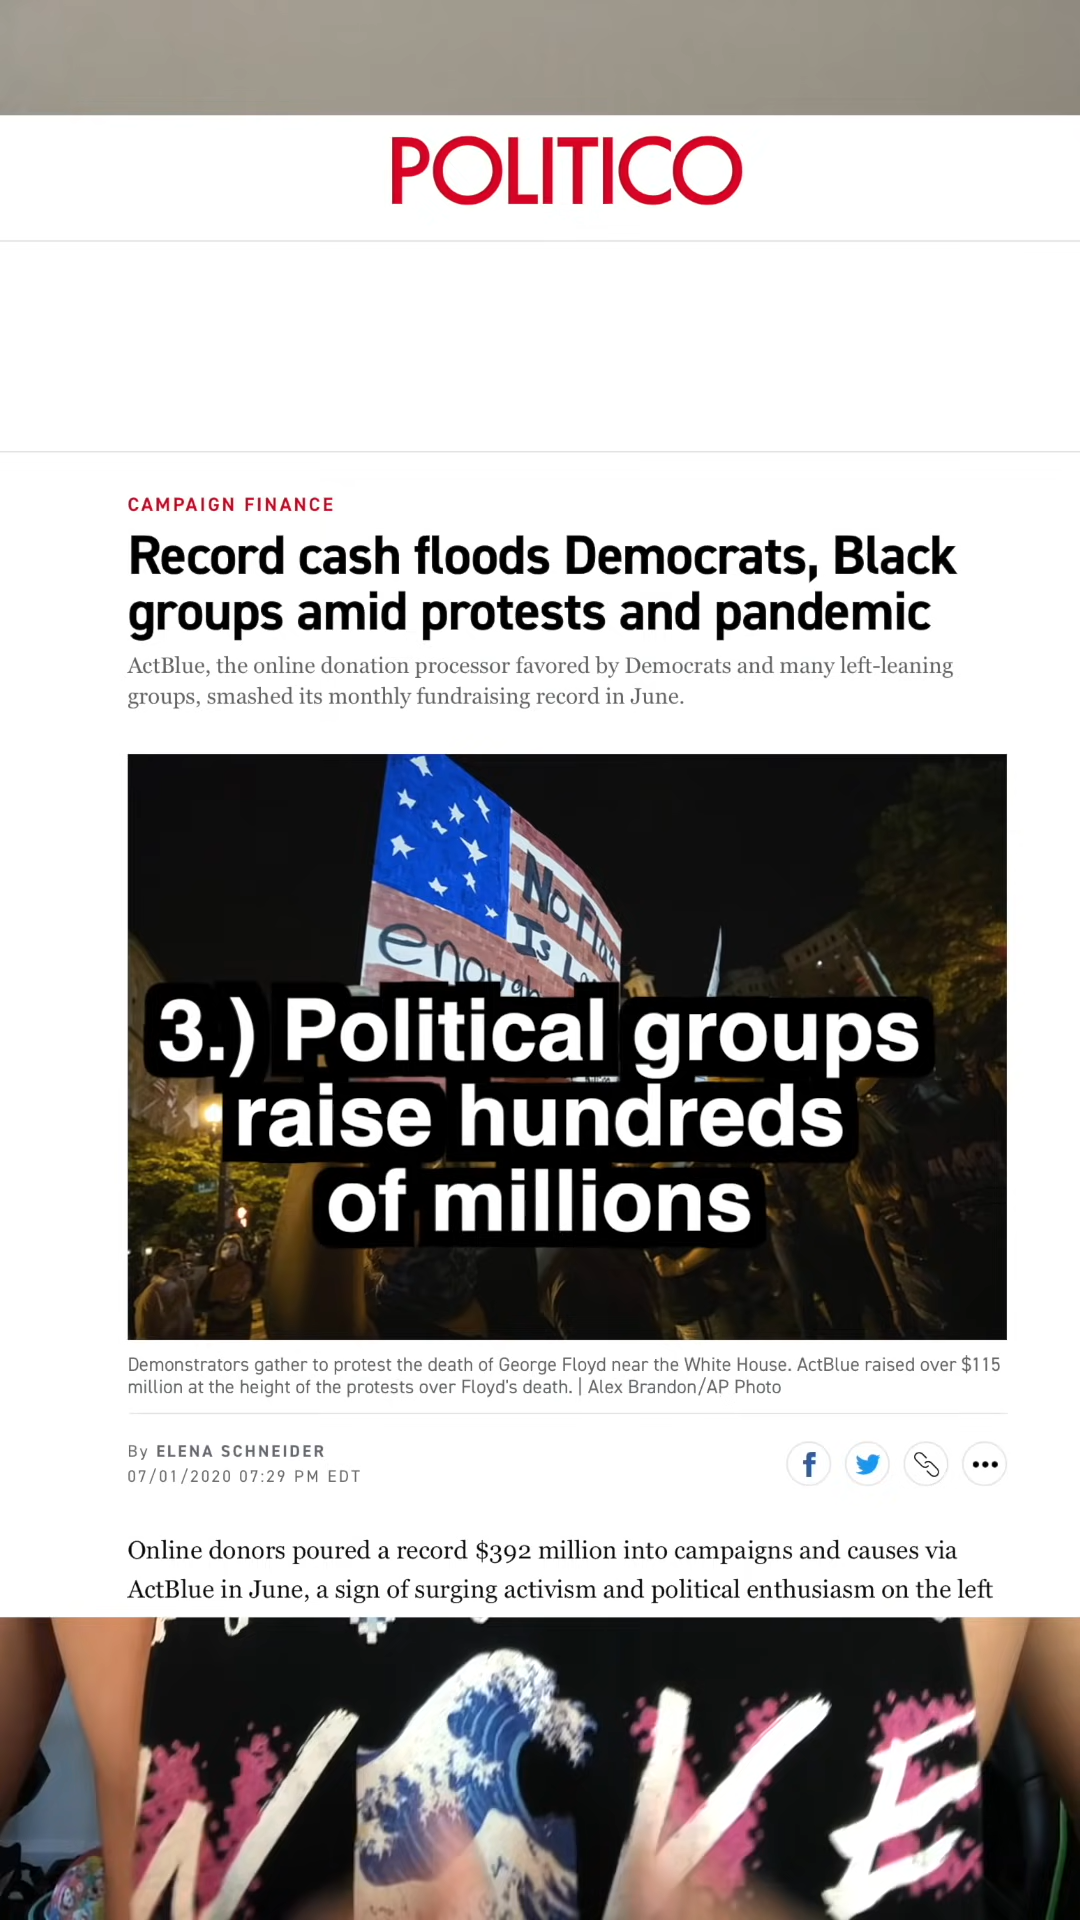 POLITICO
CAMPAIGN FINANCE
Record cash floods Democrats, Black
groups amid protests and pandemic
ActBlue, the online donation processor favored by Democrats and many left-leaning
groups, smashed its monthly fundraising record in June.
No Flag
Is
enough
3.) Political groups
raise hundreds
of millions
Demonstrators gather to protest the death of George Floyd near the White House. ActBlue raised over $115
million at the height of the protests over Floyd's death. | Alex Brandon/AP Photo
By ELENA SCHNEIDER
07/01/2020 07:29 PM EDT
Online donors poured a record $392 million into campaigns and causes via
ActBlue in June, a sign of surging activism and political enthusiasm on the left